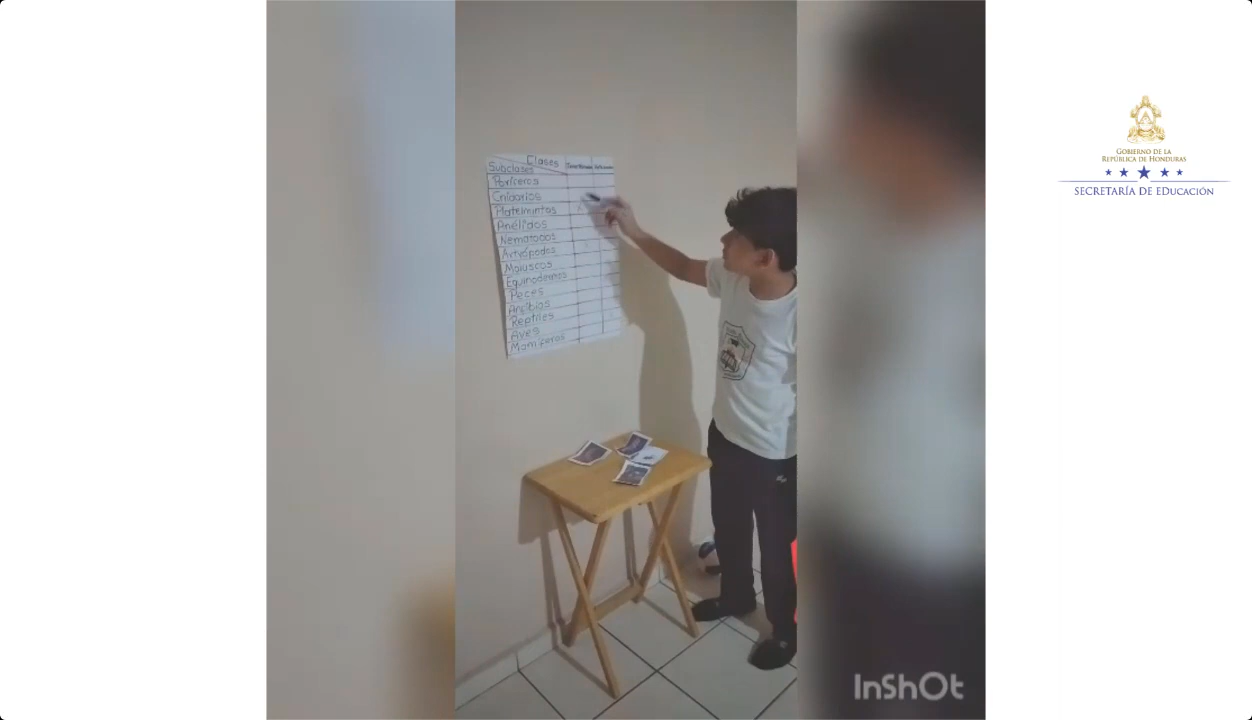 Clases
Subclases
Poríferos
Cnidarios
Platelmintos
Anélidos
Nematodos
Artrópodos
Moluscos
Equinodermos
Peces
Anfibios
Reptiles
Aves
Mamíferos
GOBIERNO DE LA
REPÚBLICA DE HONDURAS
SECRETARÍA DE EDUCACIÓN
InShOt